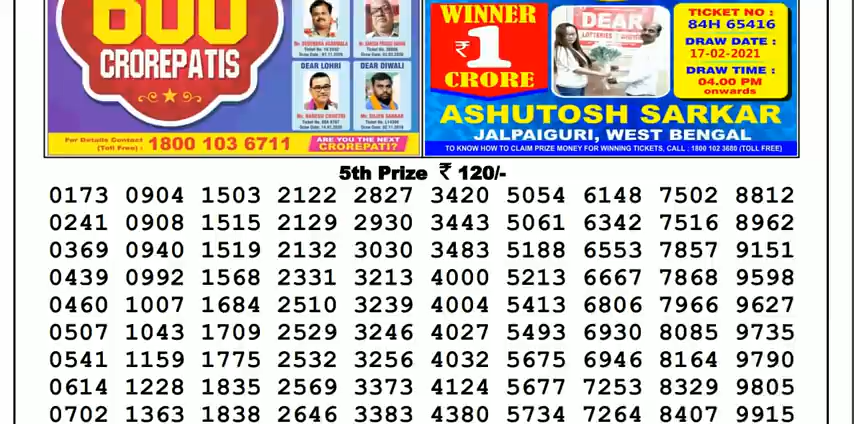 600
CROREPATIS
DEAR LOHRI
DEAR DIWALI
For Details Contact
(Toll Free) : 1800 103 6711
ARE YOU THE NEXT
CROREPATI?
WINNER
₹1
CRORE
DEAR
LOTTERIES
TICKET NO :
84H 65416
DRAW DATE :
17-02-2021
DRAW TIME :
04.00 PM
onwards
ASHUTOSH SARKAR
JALPAIGURI, WEST BENGAL
TO KNOW HOW TO CLAIM PRIZE MONEY FOR WINNING TICKETS, CALL : 1800 102 3680 (TOLL FREE)
5th Prize ₹ 120/-
0173 0904 1503 2122 2827 3420 5054 6148 7502 8812
0241 0908 1515 2129 2930 3443 5061 6342 7516 8962
0369 0940 1519 2132 3030 3483 5188 6553 7857 9151
0439 0992 1568 2331 3213 4000 5213 6667 7868 9598
0460 1007 1684 2510 3239 4004 5413 6806 7966 9627
0507 1043 1709 2529 3246 4027 5493 6930 8085 9735
0541 1159 1775 2532 3256 4032 5675 6946 8164 9790
0614 1228 1835 2569 3373 4124 5677 7253 8329 9805
0702 1363 1838 2646 3383 4380 5734 7264 8407 9915